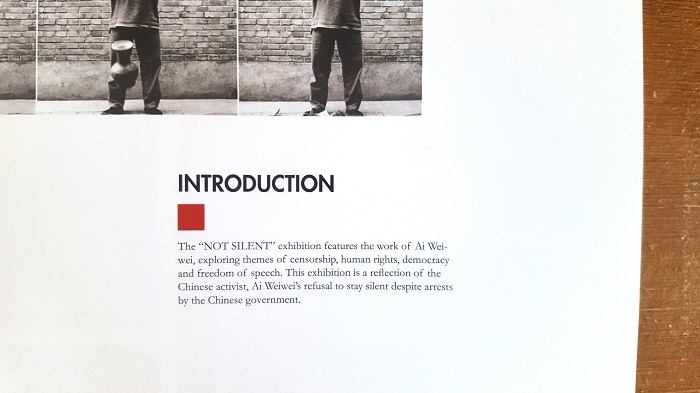 INTRODUCTION
The “NOT SILENT” exhibition features the work of Ai Wei-
wei, exploring themes of censorship, human rights, democracy
and freedom of speech. This exhibition is a reflection of the
Chinese activist, Ai Weiwei’s refusal to stay silent despite arrests
by the Chinese government.